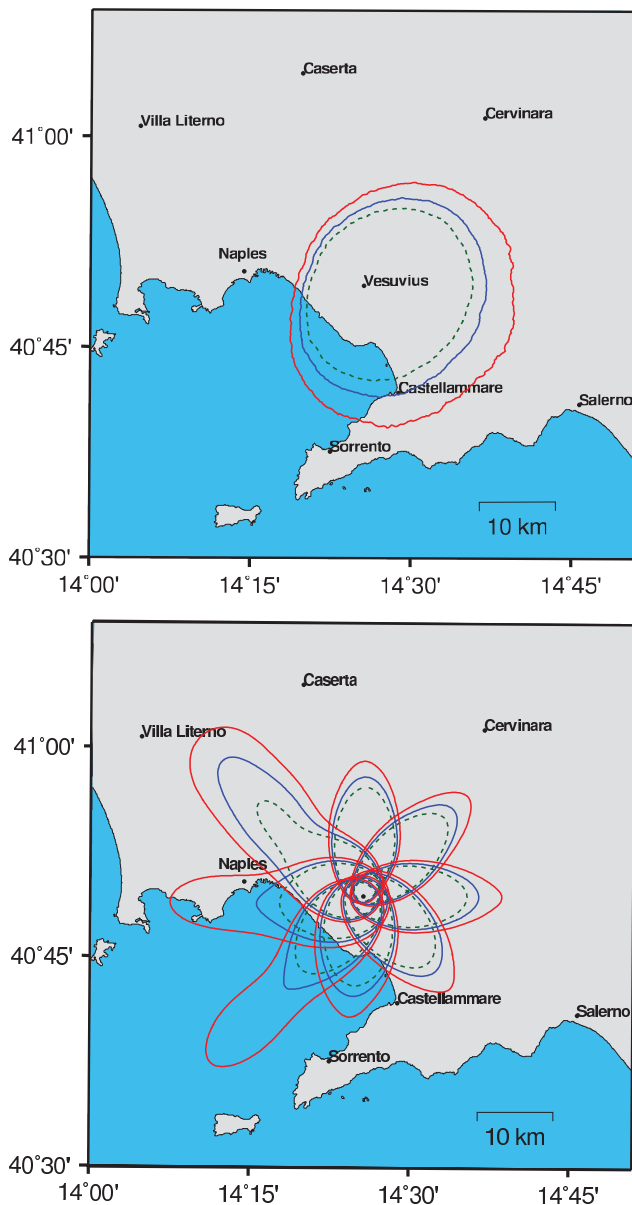 Caserta
Villa Literno
Cervinara
41°00'
Naples
Vesuvius
40°45'
Castellammare
Salerno
Sorrento
10 km
40°30'
14°00' 14°15' 14°30' 14°45'
Caserta
Villa Literno
Cervinara
41°00'
Naples
40°45'
Castellammare
Salerno
Sorrento
10 km
40°30'
14°00' 14°15' 14°30' 14°45'